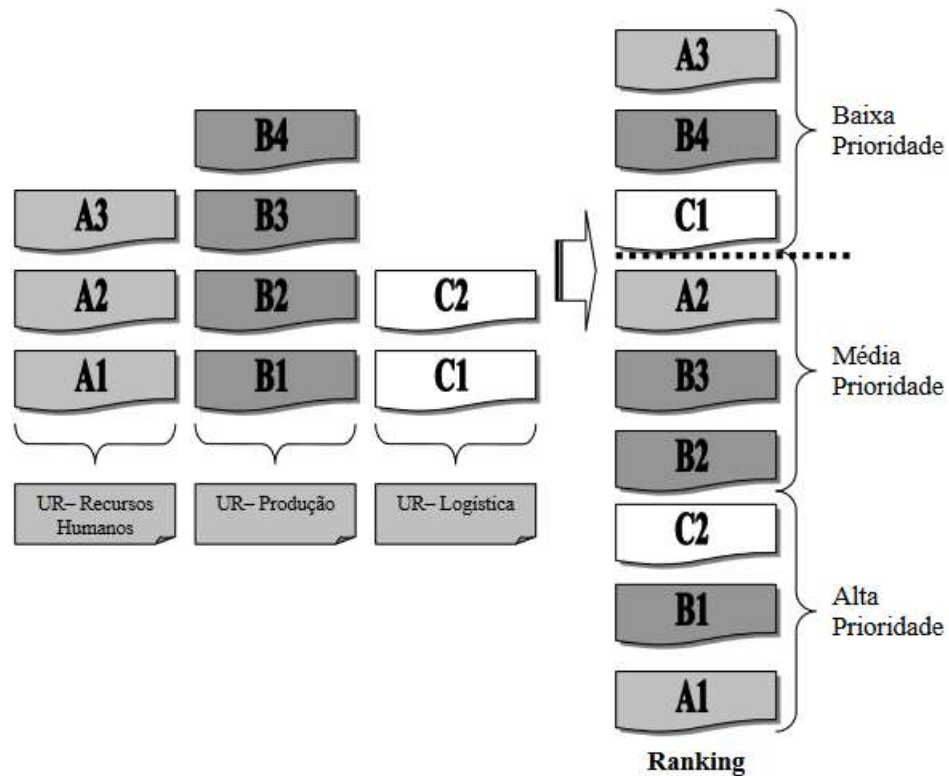 B4
A3
B3
A2
B2
C2
A1
B1
C1
UR– Recursos
Humanos
UR– Produção
UR– Logística
A3
B4
C1
A2
B3
B2
C2
B1
A1
Baixa
Prioridade
Média
Prioridade
Alta
Prioridade
Ranking